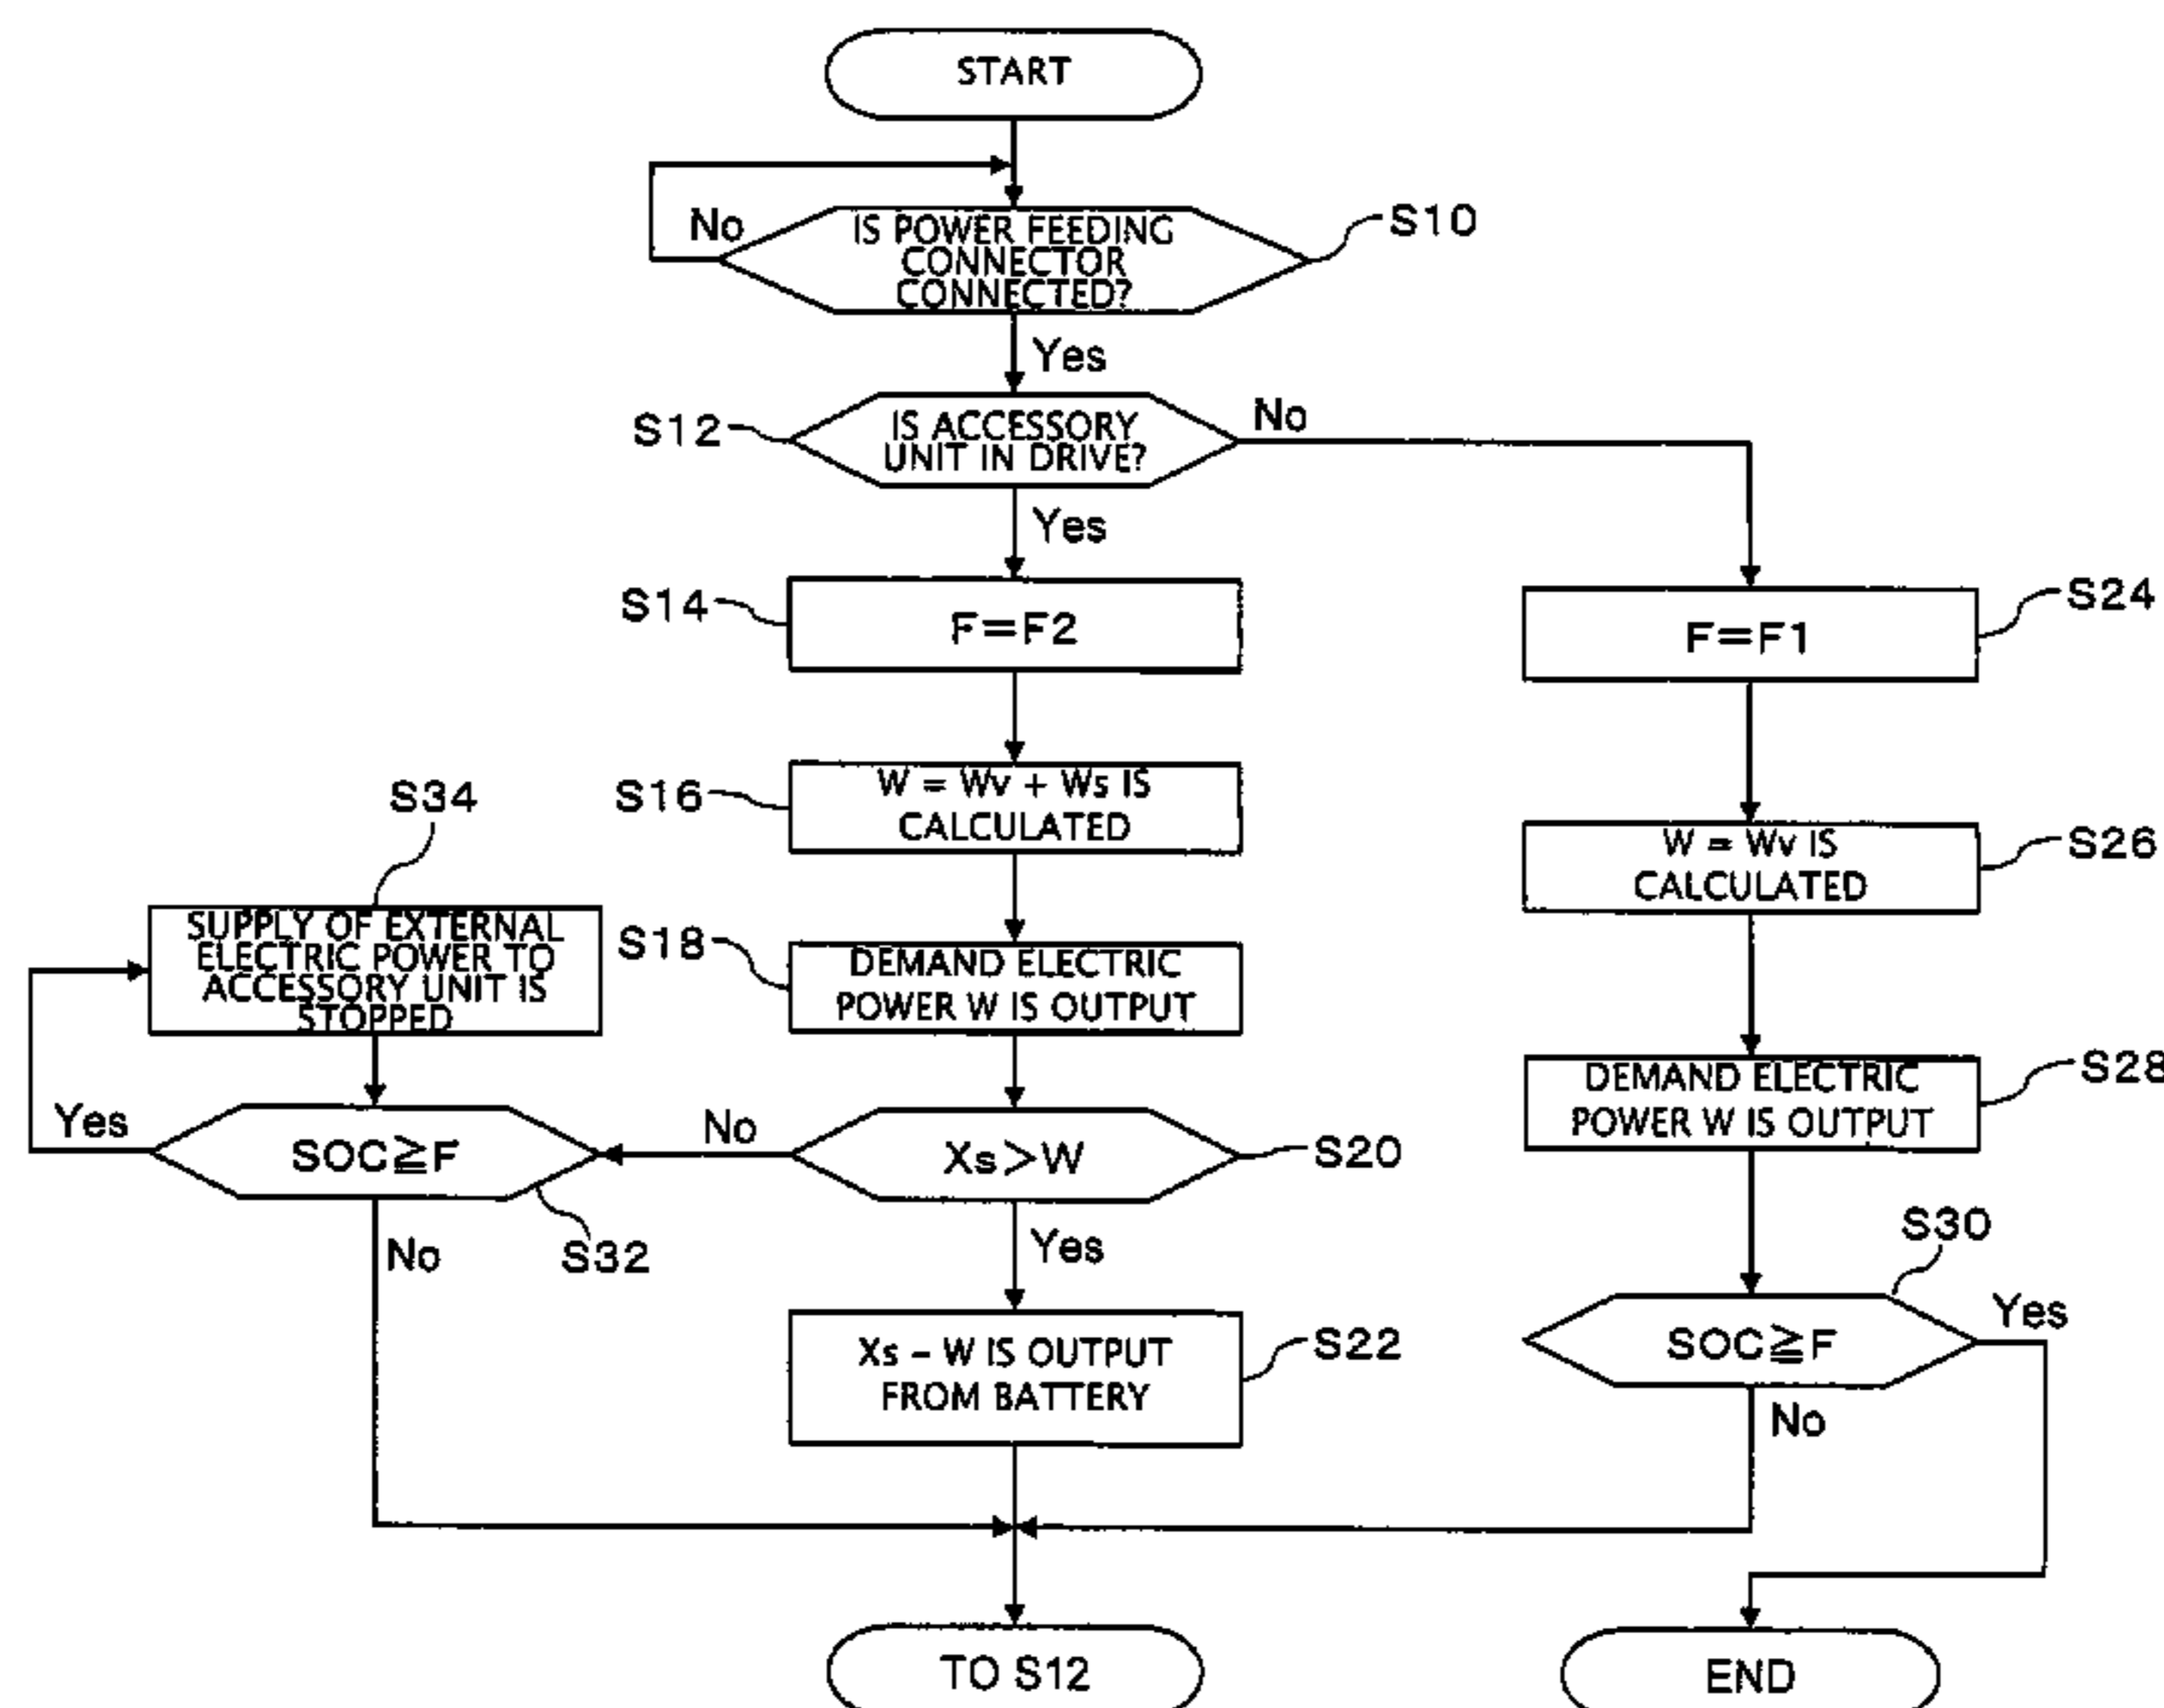 START
No
IS POWER FEEDING
CONNECTOR
CONNECTED?
S10
Yes
S12
IS ACCESSORY
UNIT IN DRIVE?
No
Yes
S14
F=F2
S24
F=F1
S16
W = Wv + Ws IS
CALCULATED
S26
W = Wv IS
CALCULATED
S34
SUPPLY OF EXTERNAL
ELECTRIC POWER TO
ACCESSORY UNIT IS
STOPPED
S18
DEMAND ELECTRIC
POWER W IS OUTPUT
S28
DEMAND ELECTRIC
POWER W IS OUTPUT
Yes
SOC≧F
No
S32
No
Xs>W
S20
Yes
S30
SOC≧F
Yes
No
Xs – W IS OUTPUT
FROM BATTERY
S22
TO S12
END